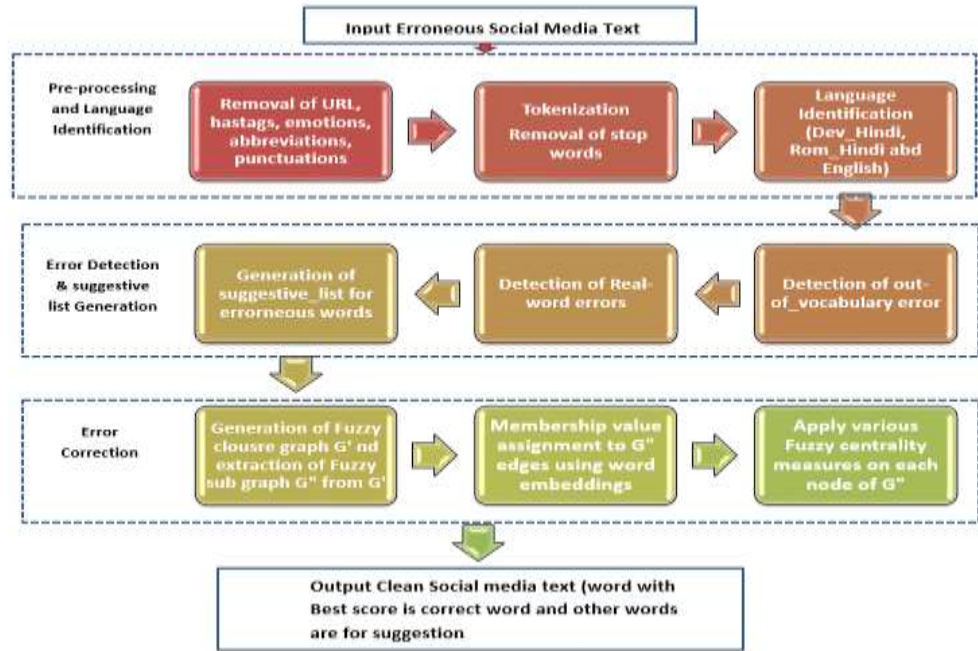 Input Erroneous Social Media Text
Pre-processing
and Language
Identification
Removal of URL,
hastags, emotions,
abbreviations,
punctuations
Tokenization
Removal of stop
words
Language
Identification
(Dev_Hindi,
Rom_Hindi abd
English)
Error Detection
& suggestive
list Generation
Generation of
suggestive_list for
errorneous words
Detection of Real-
word errors
Detection of out-
of_vocabulary error
Error
Correction
Generation of Fuzzy
clousre graph G' nd
extraction of Fuzzy
sub graph G" from G'
Membership value
assignment to G"
edges using word
embeddings
Apply various
Fuzzy centrality
measures on each
node of G"
Output Clean Social media text (word with
Best score is correct word and other words
are for suggestion